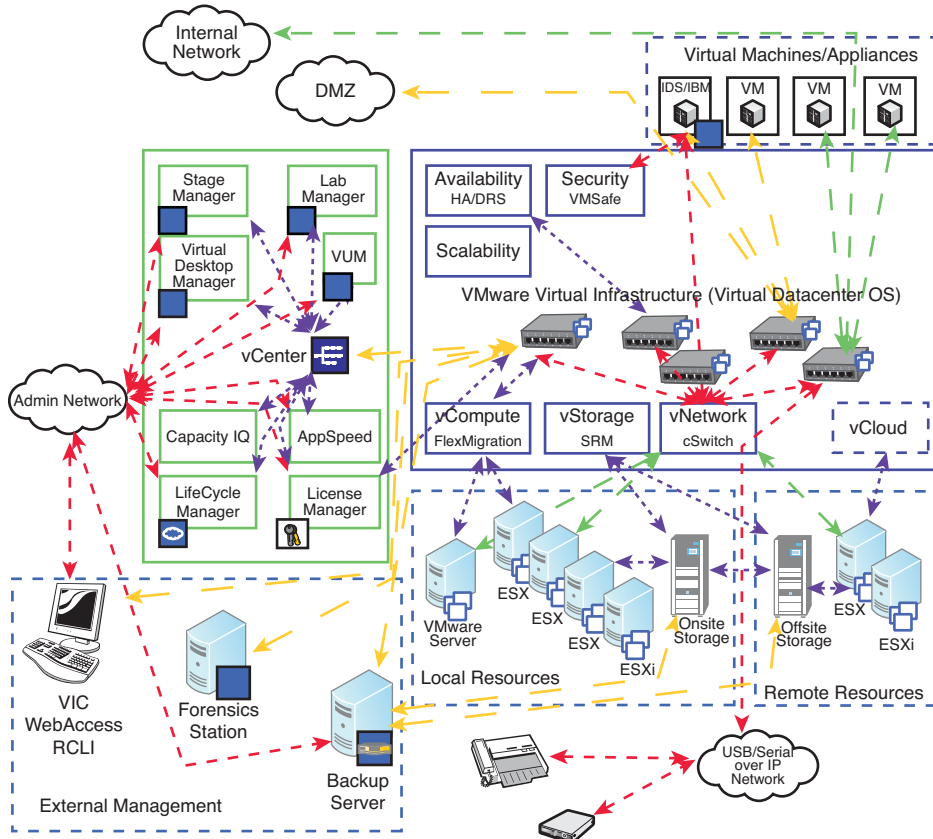 Internal
Network
DMZ
Virtual Machines/Appliances
IDS/IBM
VM
VM
VM
Stage
Manager
Lab
Manager
Virtual
Desktop
Manager
VUM
vCenter
Admin Network
Capacity IQ
AppSpeed
LifeCycle
Manager
License
Manager
Availability
HA/DRS
Security
VMSafe
Scalability
VMware Virtual Infrastructure (Virtual Datacenter OS)
vCompute
FlexMigration
vStorage
SRM
vNetwork
cSwitch
vCloud
VMware
Server
ESX
ESX
ESX
ESXi
Onsite
Storage
Local Resources
Offsite
Storage
ESXi
Remote Resources
VIC
WebAccess
RCLI
Forensics
Station
Backup
Server
External Management
USB/Serial
over IP
Network